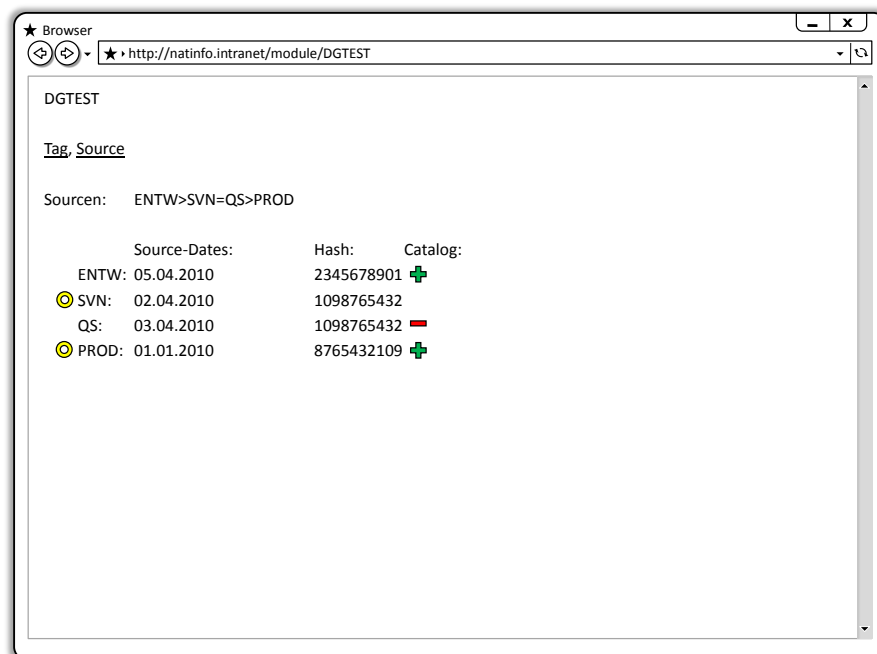 Browser
http://natinfo.intranet/module/DGTEST
DGTEST
Tag, Source
Sourcen: ENTW>SVN=QS>PROD
Source-Dates: Hash: Catalog:
ENTW: 05.04.2010 2345678901
SVN: 02.04.2010 1098765432
QS: 03.04.2010 1098765432
PROD: 01.01.2010 8765432109